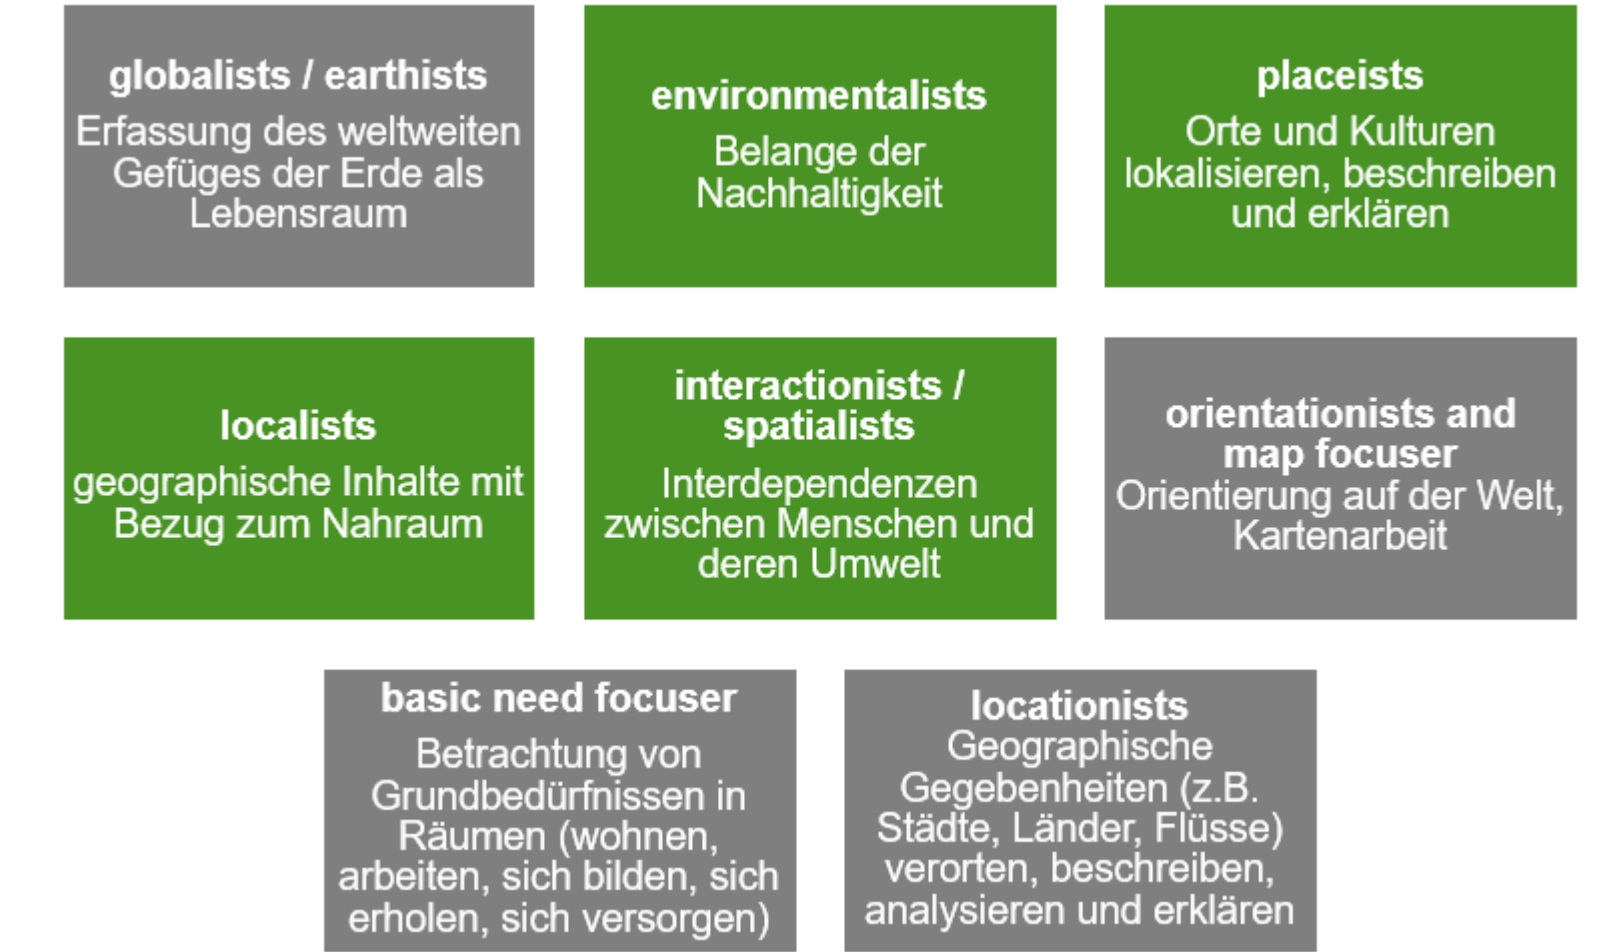 globalists / earthists
Erfassung des weltweiten
Gefüges der Erde als
Lebensraum
environmentalists
Belange der
Nachhaltigkeit
placeists
Orte und Kulturen
lokalisieren, beschreiben
und erklären
localists
geographische Inhalte mit
Bezug zum Nahraum
interactionists /
spatialists
Interdependenzen
zwischen Menschen und
deren Umwelt
orientationists and
map focuser
Orientierung auf der Welt,
Kartenarbeit
basic need focuser
Betrachtung von
Grundbedürfnissen in
Räumen (wohnen,
arbeiten, sich bilden, sich
erholen, sich versorgen)
locationists
Geographische
Gegebenheiten (z.B.
Städte, Länder, Flüsse)
verorten, beschreiben,
analysieren und erklären